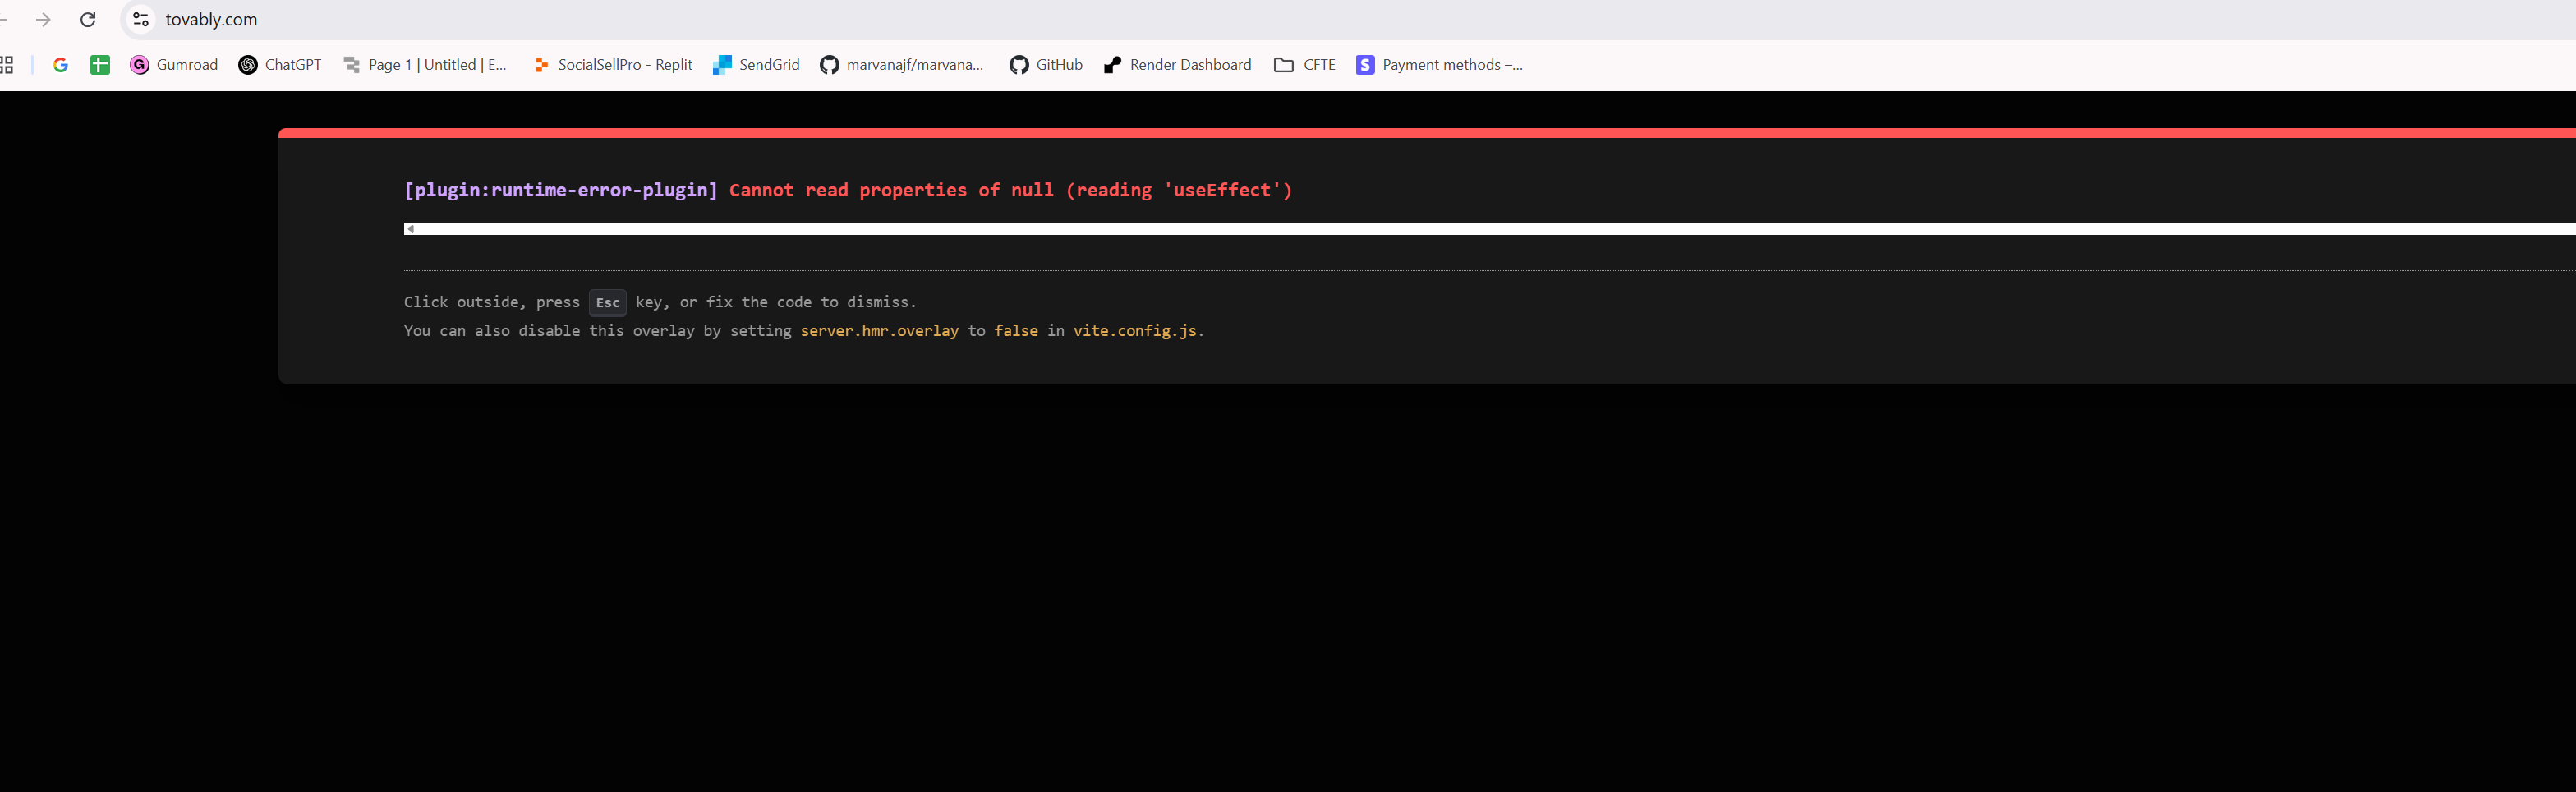 tovably.com
Gumroad ChatGPT Page 1 | Untitled | E... SocialSellPro - Replit SendGrid marvanajf/marvana... GitHub Render Dashboard CFTE Payment methods –...
[plugin:runtime-error-plugin] Cannot read properties of null (reading 'useEffect')
Click outside, press Esc key, or fix the code to dismiss.
You can also disable this overlay by setting server.hmr.overlay to false in vite.config.js.